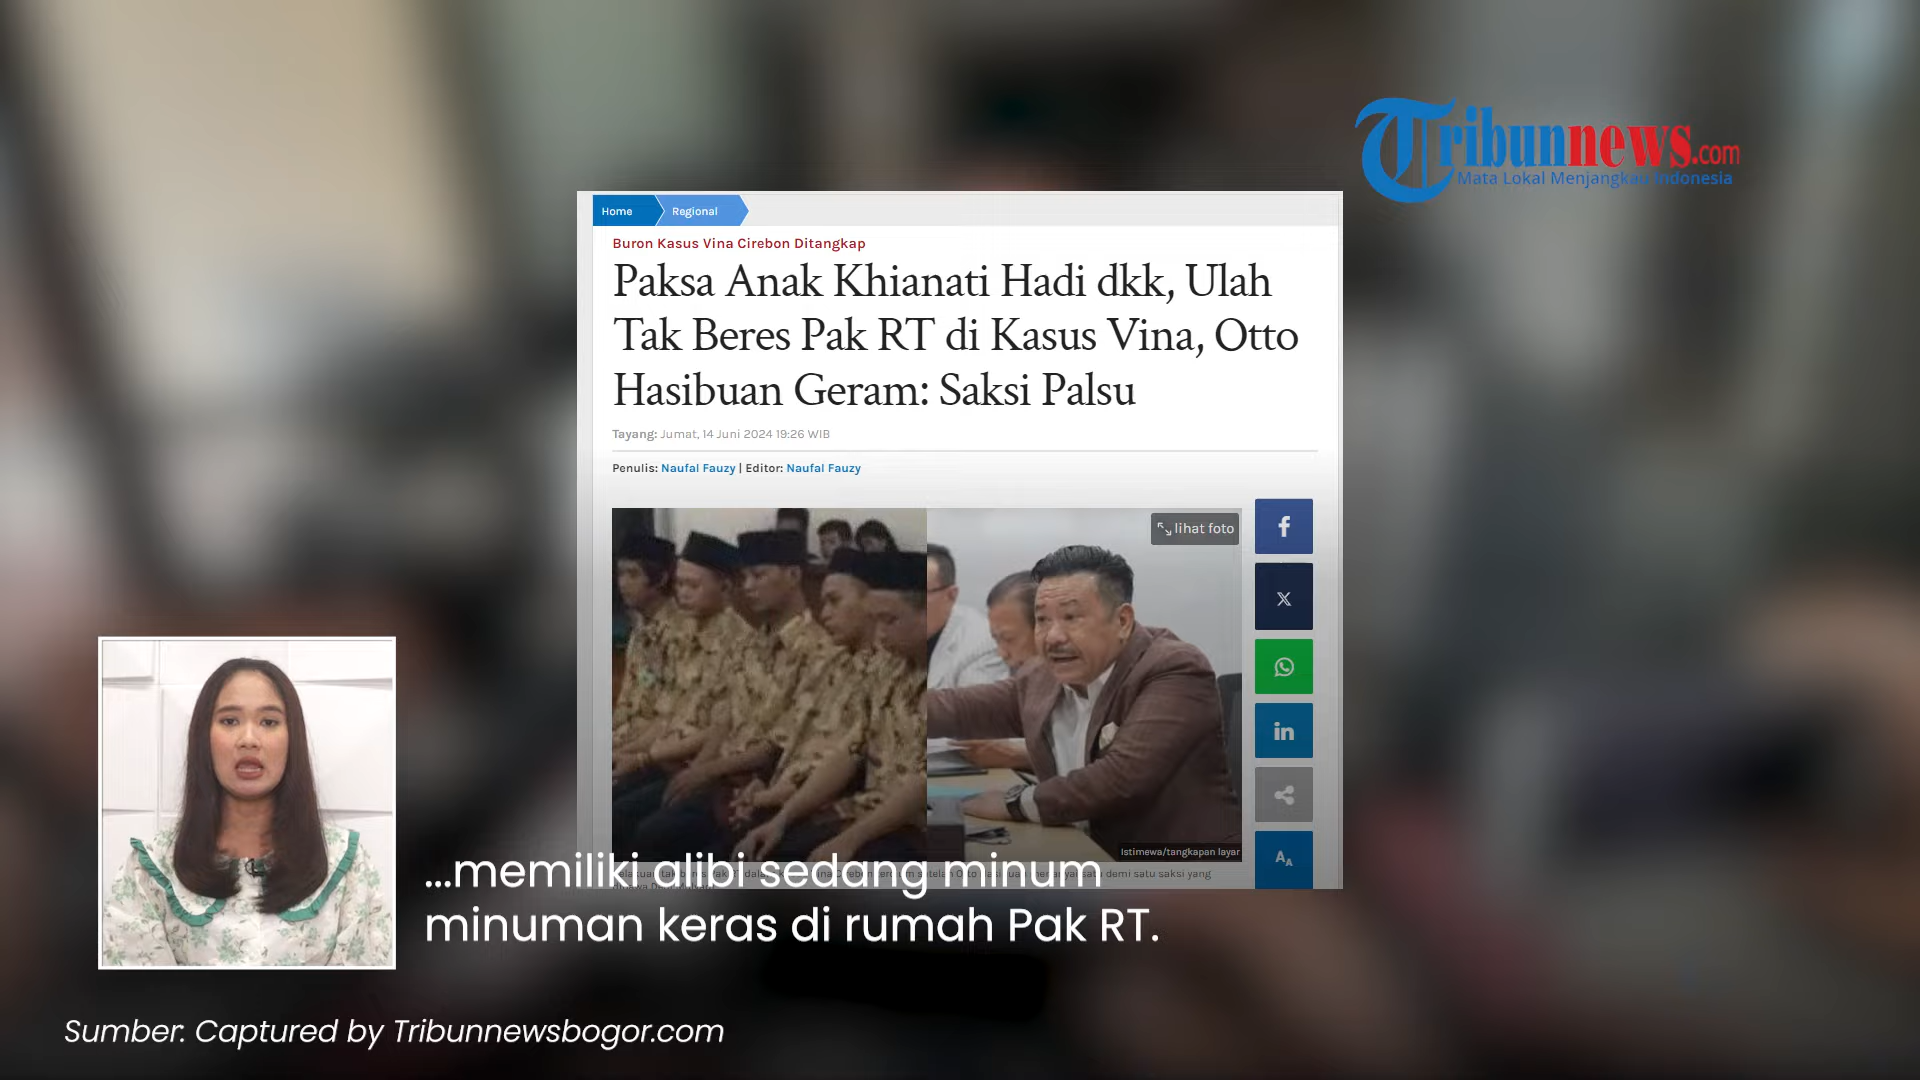 Tribunnews.com
Mata Lokal Menjangkau Indonesia
Home
Regional
Buron Kasus Vina Cirebon Ditangkap
Paksa Anak Khianati Hadi dkk, Ulah
Tak Beres Pak RT di Kasus Vina, Otto
Hasibuan Geram: Saksi Palsu
Tayang: Jumat, 14 Juni 2024 19:26 WIB
Penulis: Naufal Fauzy | Editor: Naufal Fauzy
lihat foto
Istimewa/tangkapan layar
AA
...memiliki alibi sedang minum
minuman keras di rumah Pak RT.
Sumber: Captured by Tribunnewsbogor.com